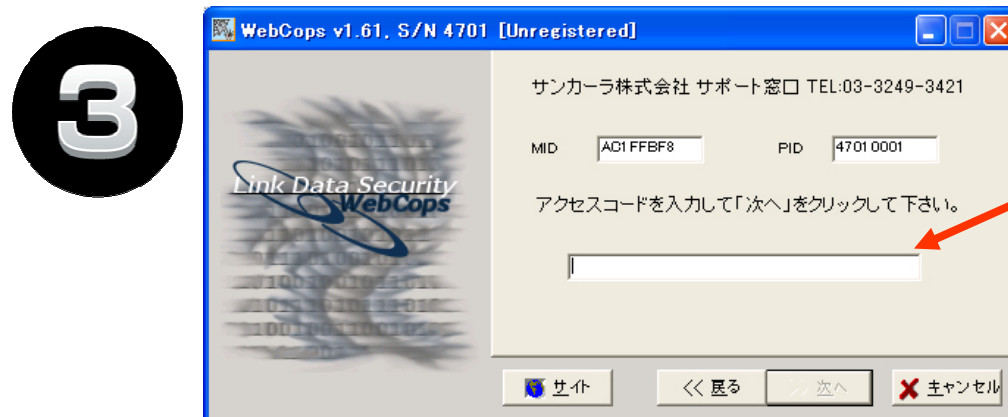 3
WebCops v1.61, S/N 4701 [Unregistered]
サンカーラ株式会社 サポート窓口 TEL:03-3249-3421
MID AC1FFBF8 PID 47010001
Link Data Security
WebCops
アクセスコードを入力して「次へ」をクリックして下さい。
サイト << 戻る >> 次へ キャンセル